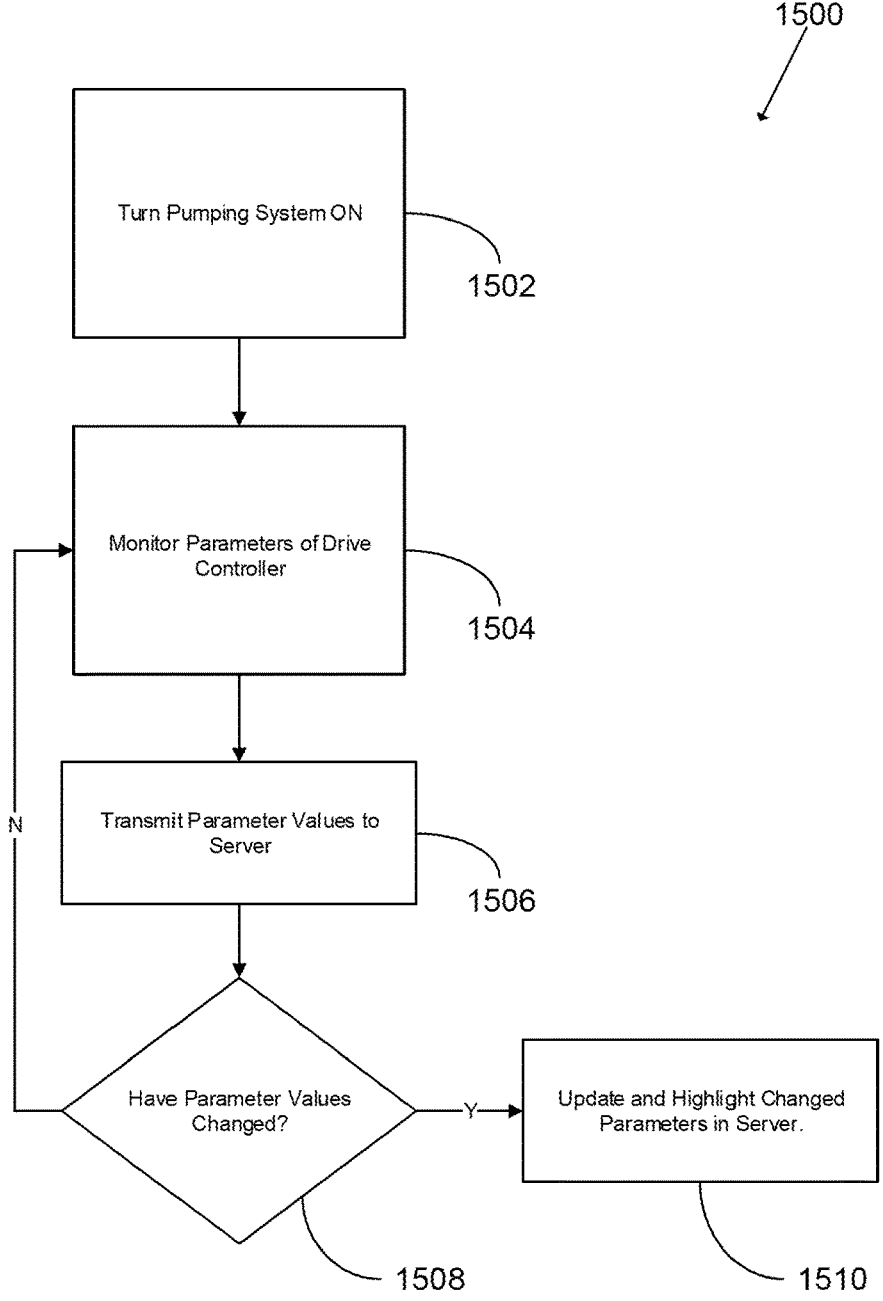 1500
Turn Pumping System ON
1502
Monitor Parameters of Drive
Controller
1504
Transmit Parameter Values to
Server
1506
N
Have Parameter Values
Changed?
Y
Update and Highlight Changed
Parameters in Server.
1508
1510